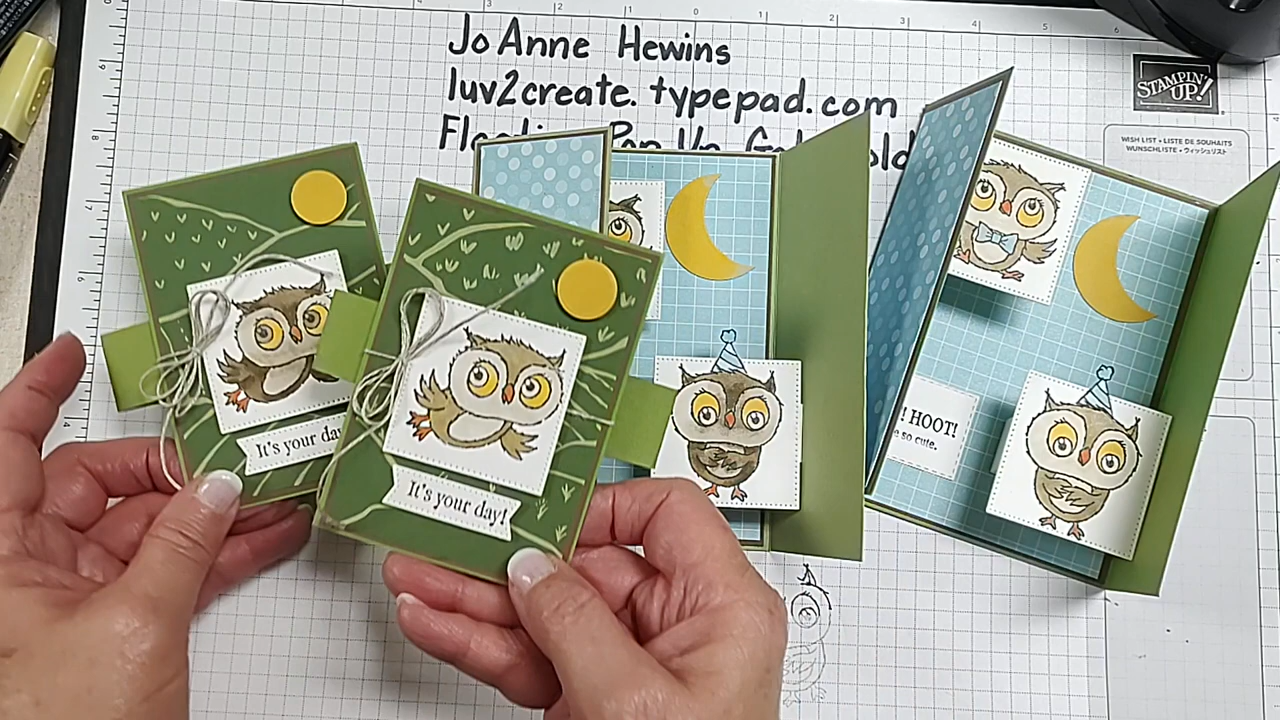 JoAnne Hewins
luv2create.typepad.com
STAMPIN' UP!
WISH LIST • LISTE DE SOUHAITS
WUNSCHLISTE • ウィッシュリスト
It's your day
It's your day!
! HOOT!
e so cute.